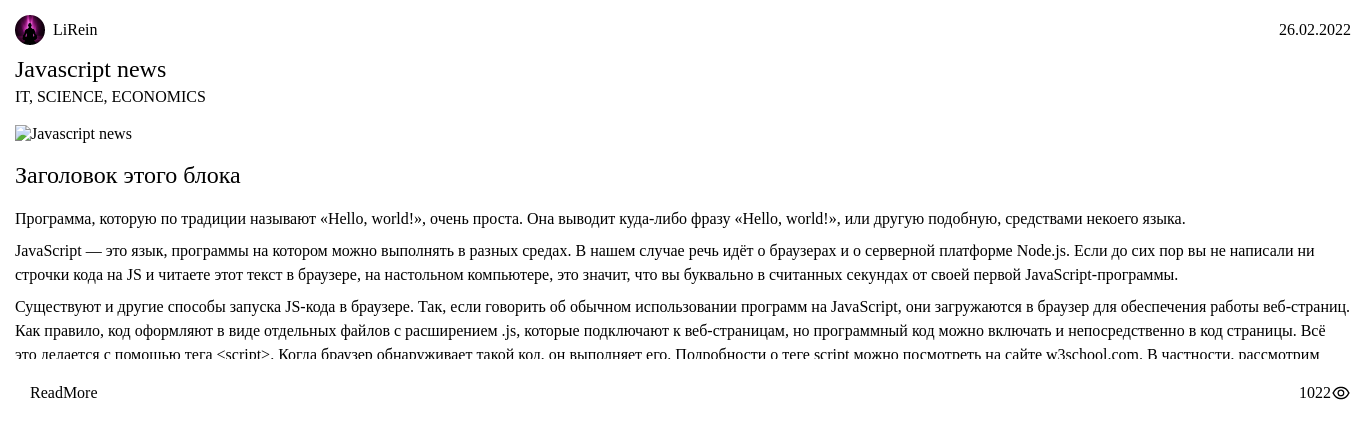 LiRein
26.02.2022
Javascript news
IT, SCIENCE, ECONOMICS
Javascript news
Заголовок этого блока
Программа, которую по традиции называют «Hello, world!», очень проста. Она выводит куда-либо фразу «Hello, world!», или другую подобную, средствами некоего языка.
JavaScript — это язык, программы на котором можно выполнять в разных средах. В нашем случае речь идёт о браузерах и о серверной платформе Node.js. Если до сих пор вы не написали ни
строчки кода на JS и читаете этот текст в браузере, на настольном компьютере, это значит, что вы буквально в считанных секундах от своей первой JavaScript-программы.
Существуют и другие способы запуска JS-кода в браузере. Так, если говорить об обычном использовании программ на JavaScript, они загружаются в браузер для обеспечения работы веб-страниц.
Как правило, код оформляют в виде отдельных файлов с расширением .js, которые подключают к веб-страницам, но программный код можно включать и непосредственно в код страницы. Всё
это делается с помощью тега <script>. Когда браузер обнаруживает такой код, он выполняет его. Подробности о теге script можно посмотреть на сайте w3school.com. В частности, рассмотрим
ReadMore
1022